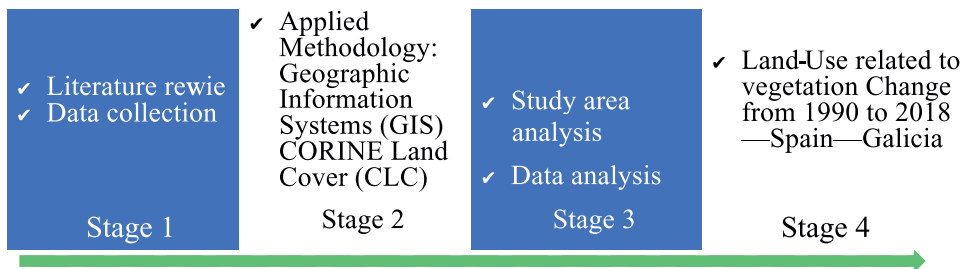 ✔ Literature rewie
✔ Data collection
Stage 1
✔ Applied
Methodology:
Geographic
Information
Systems (GIS)
CORINE Land
Cover (CLC)
Stage 2
✔ Study area
analysis
✔ Data analysis
Stage 3
✔ Land-Use related to
vegetation Change
from 1990 to 2018
—Spain—Galicia
Stage 4